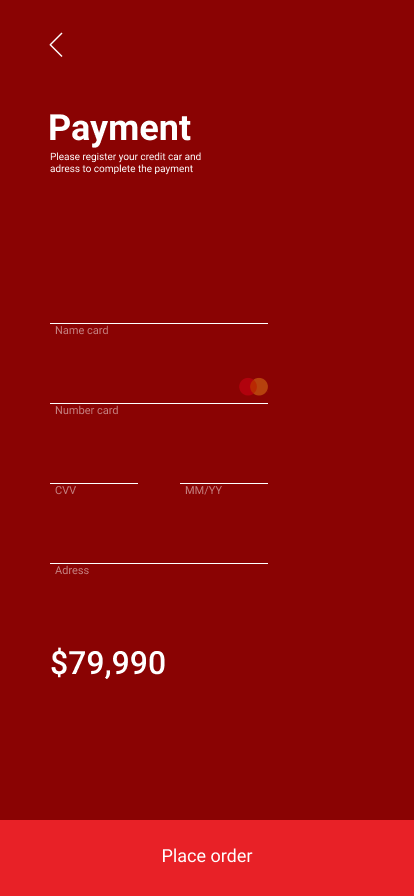 Payment
Please register your credit car and
adress to complete the payment
Name card
Number card
CVV MM/YY
Adress
$79,990
Place order